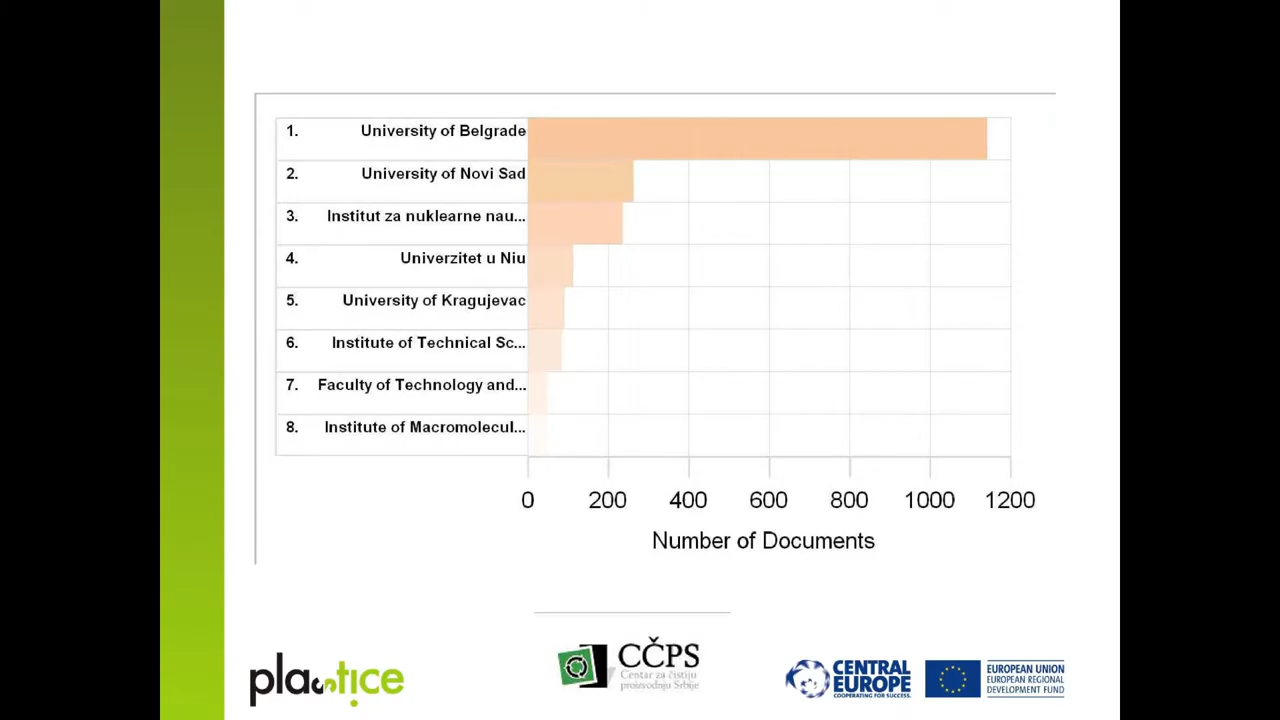 1. University of Belgrade
2. University of Novi Sad
3. Institut za nuklearne nau...
4. Univerzitet u Niu
5. University of Kragujevac
6. Institute of Technical Sc...
7. Faculty of Technology and...
8. Institute of Macromolecul...
0 200 400 600 800 1000 1200
Number of Documents
plastice
CČPS
Centar za čistiju
proizvodnju Srbije
CENTRAL
EUROPE
COOPERATING FOR SUCCESS.
EUROPEAN UNION
EUROPEAN REGIONAL
DEVELOPMENT FUND